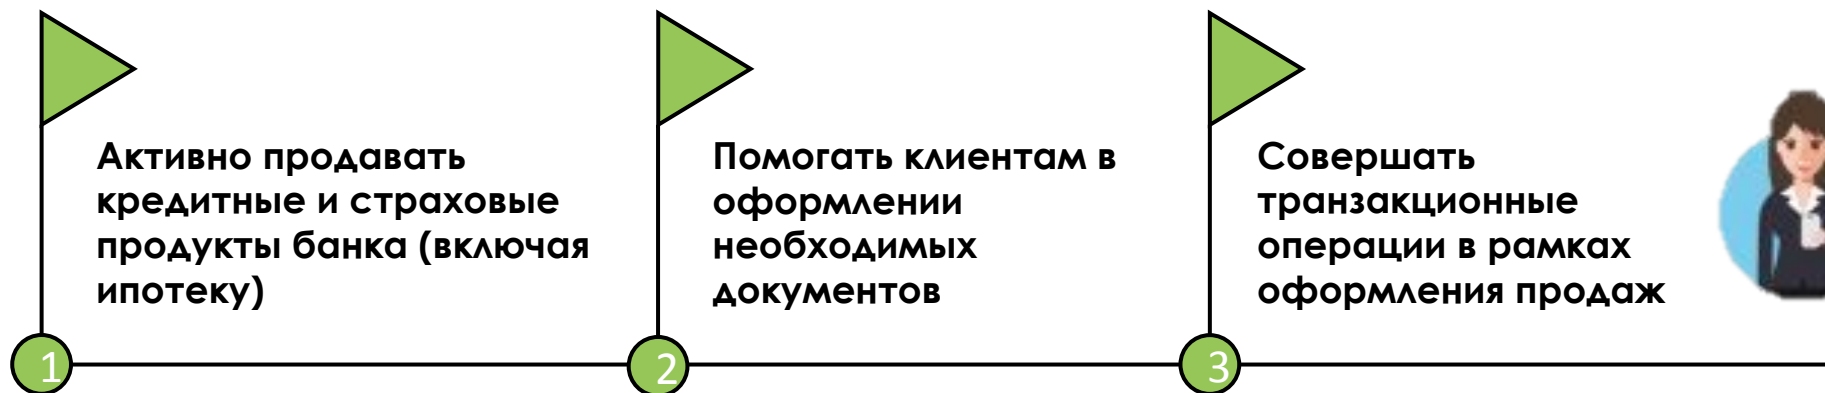 Активно продавать
кредитные и страховые
продукты банка (включая
ипотеку)
Помогать клиентам в
оформлении
необходимых
документов
Совершать
транзакционные
операции в рамках
оформления продаж
1
2
3